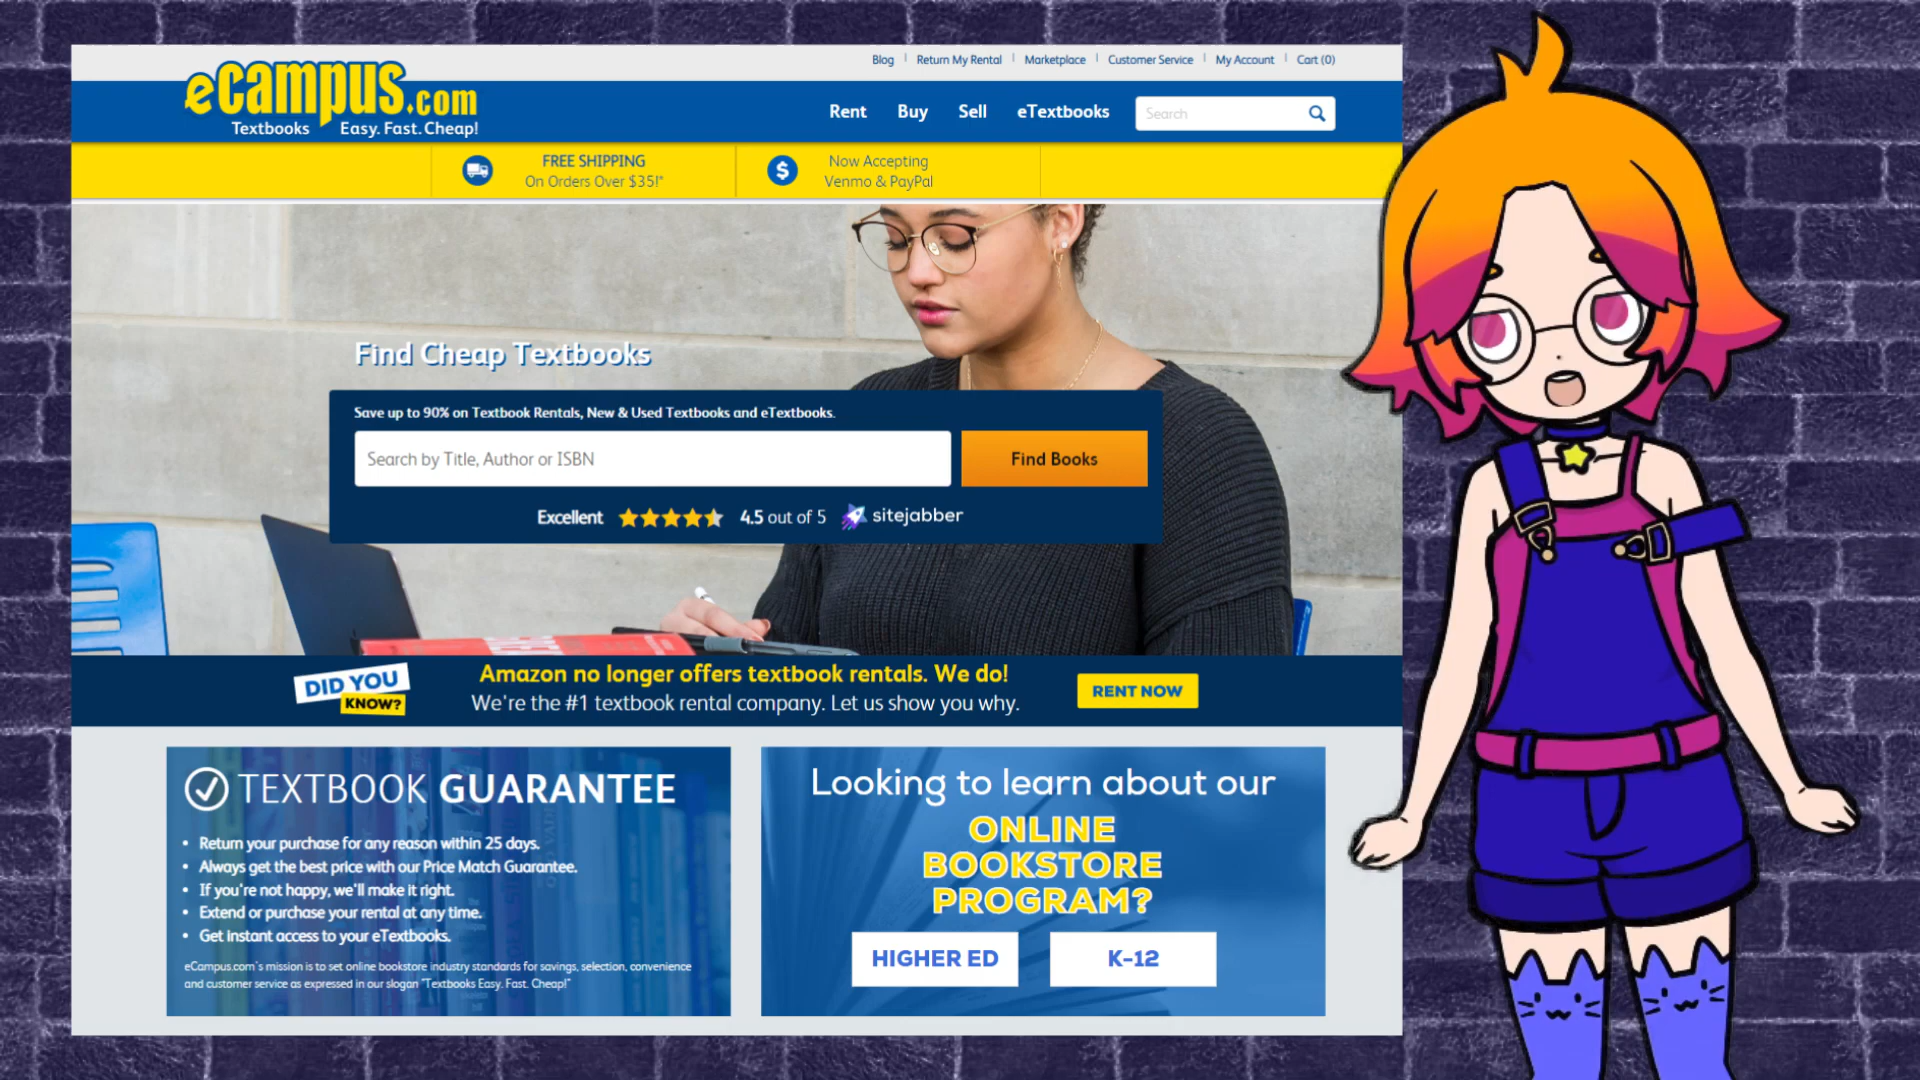 Blog | Return My Rental | Marketplace | Customer Service | My Account | Cart (0)
eCampus.com
Textbooks Easy. Fast. Cheap!
Rent Buy Sell eTextbooks Search
FREE SHIPPING
On Orders Over $35!*
$
Now Accepting
Venmo & PayPal
Find Cheap Textbooks
Save up to 90% on Textbook Rentals, New & Used Textbooks and eTextbooks.
Search by Title, Author or ISBN
Find Books
Excellent 4.5 out of 5 sitejabber
DID YOU
KNOW?
Amazon no longer offers textbook rentals. We do!
We're the #1 textbook rental company. Let us show you why.
RENT NOW
TEXTBOOK GUARANTEE
• Return your purchase for any reason within 25 days.
• Always get the best price with our Price Match Guarantee.
• If you're not happy, we'll make it right.
• Extend or purchase your rental at any time.
• Get instant access to your eTextbooks.
eCampus.com's mission is to set online bookstore industry standards for savings, selection, convenience
and customer service as expressed in our slogan "Textbooks Easy. Fast. Cheap!"
Looking to learn about our
ONLINE
BOOKSTORE
PROGRAM?
HIGHER ED
K-12